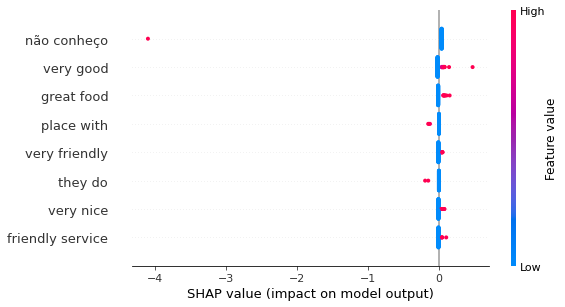 High
não conheço
very good
great food
place with
very friendly
they do
very nice
friendly service
Low
Feature value
−4
−3
−2
−1
0
SHAP value (impact on model output)